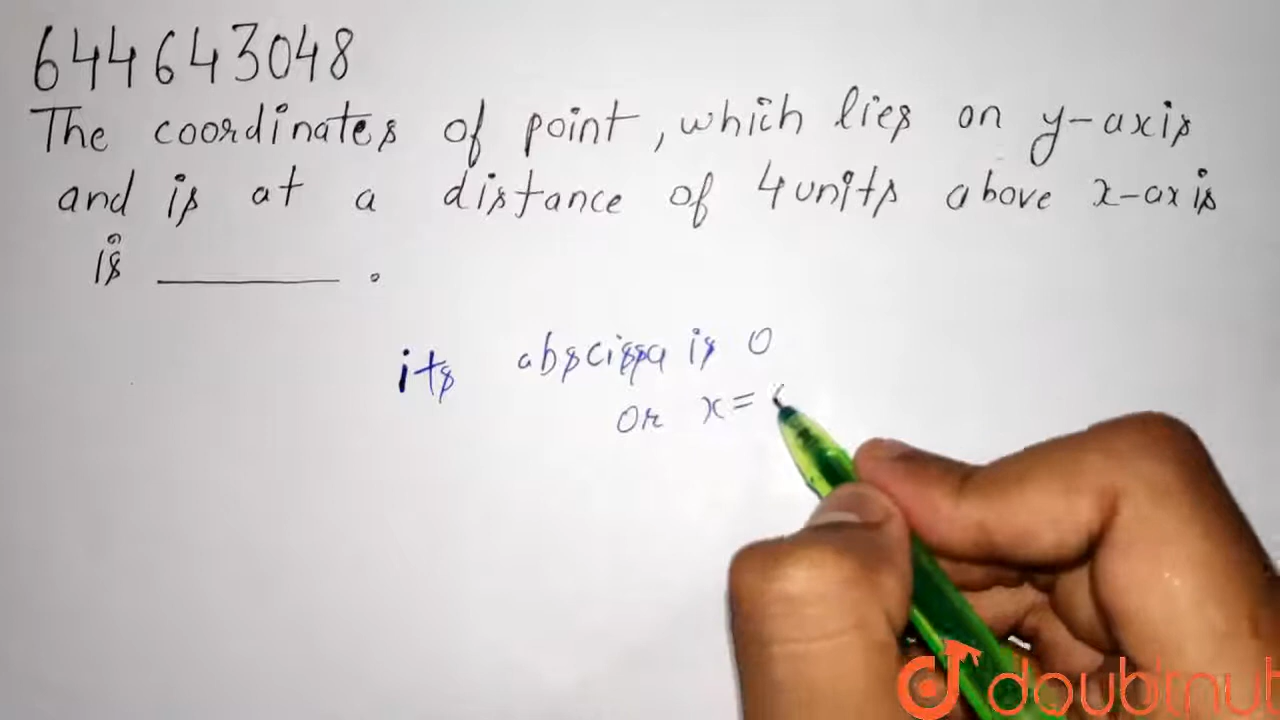 644643048
The coordinates of point, which lies on y-axis
and is at a distance of 4 units above x-axis
is ________ .
its abscissa is 0
or x =
doubtnut